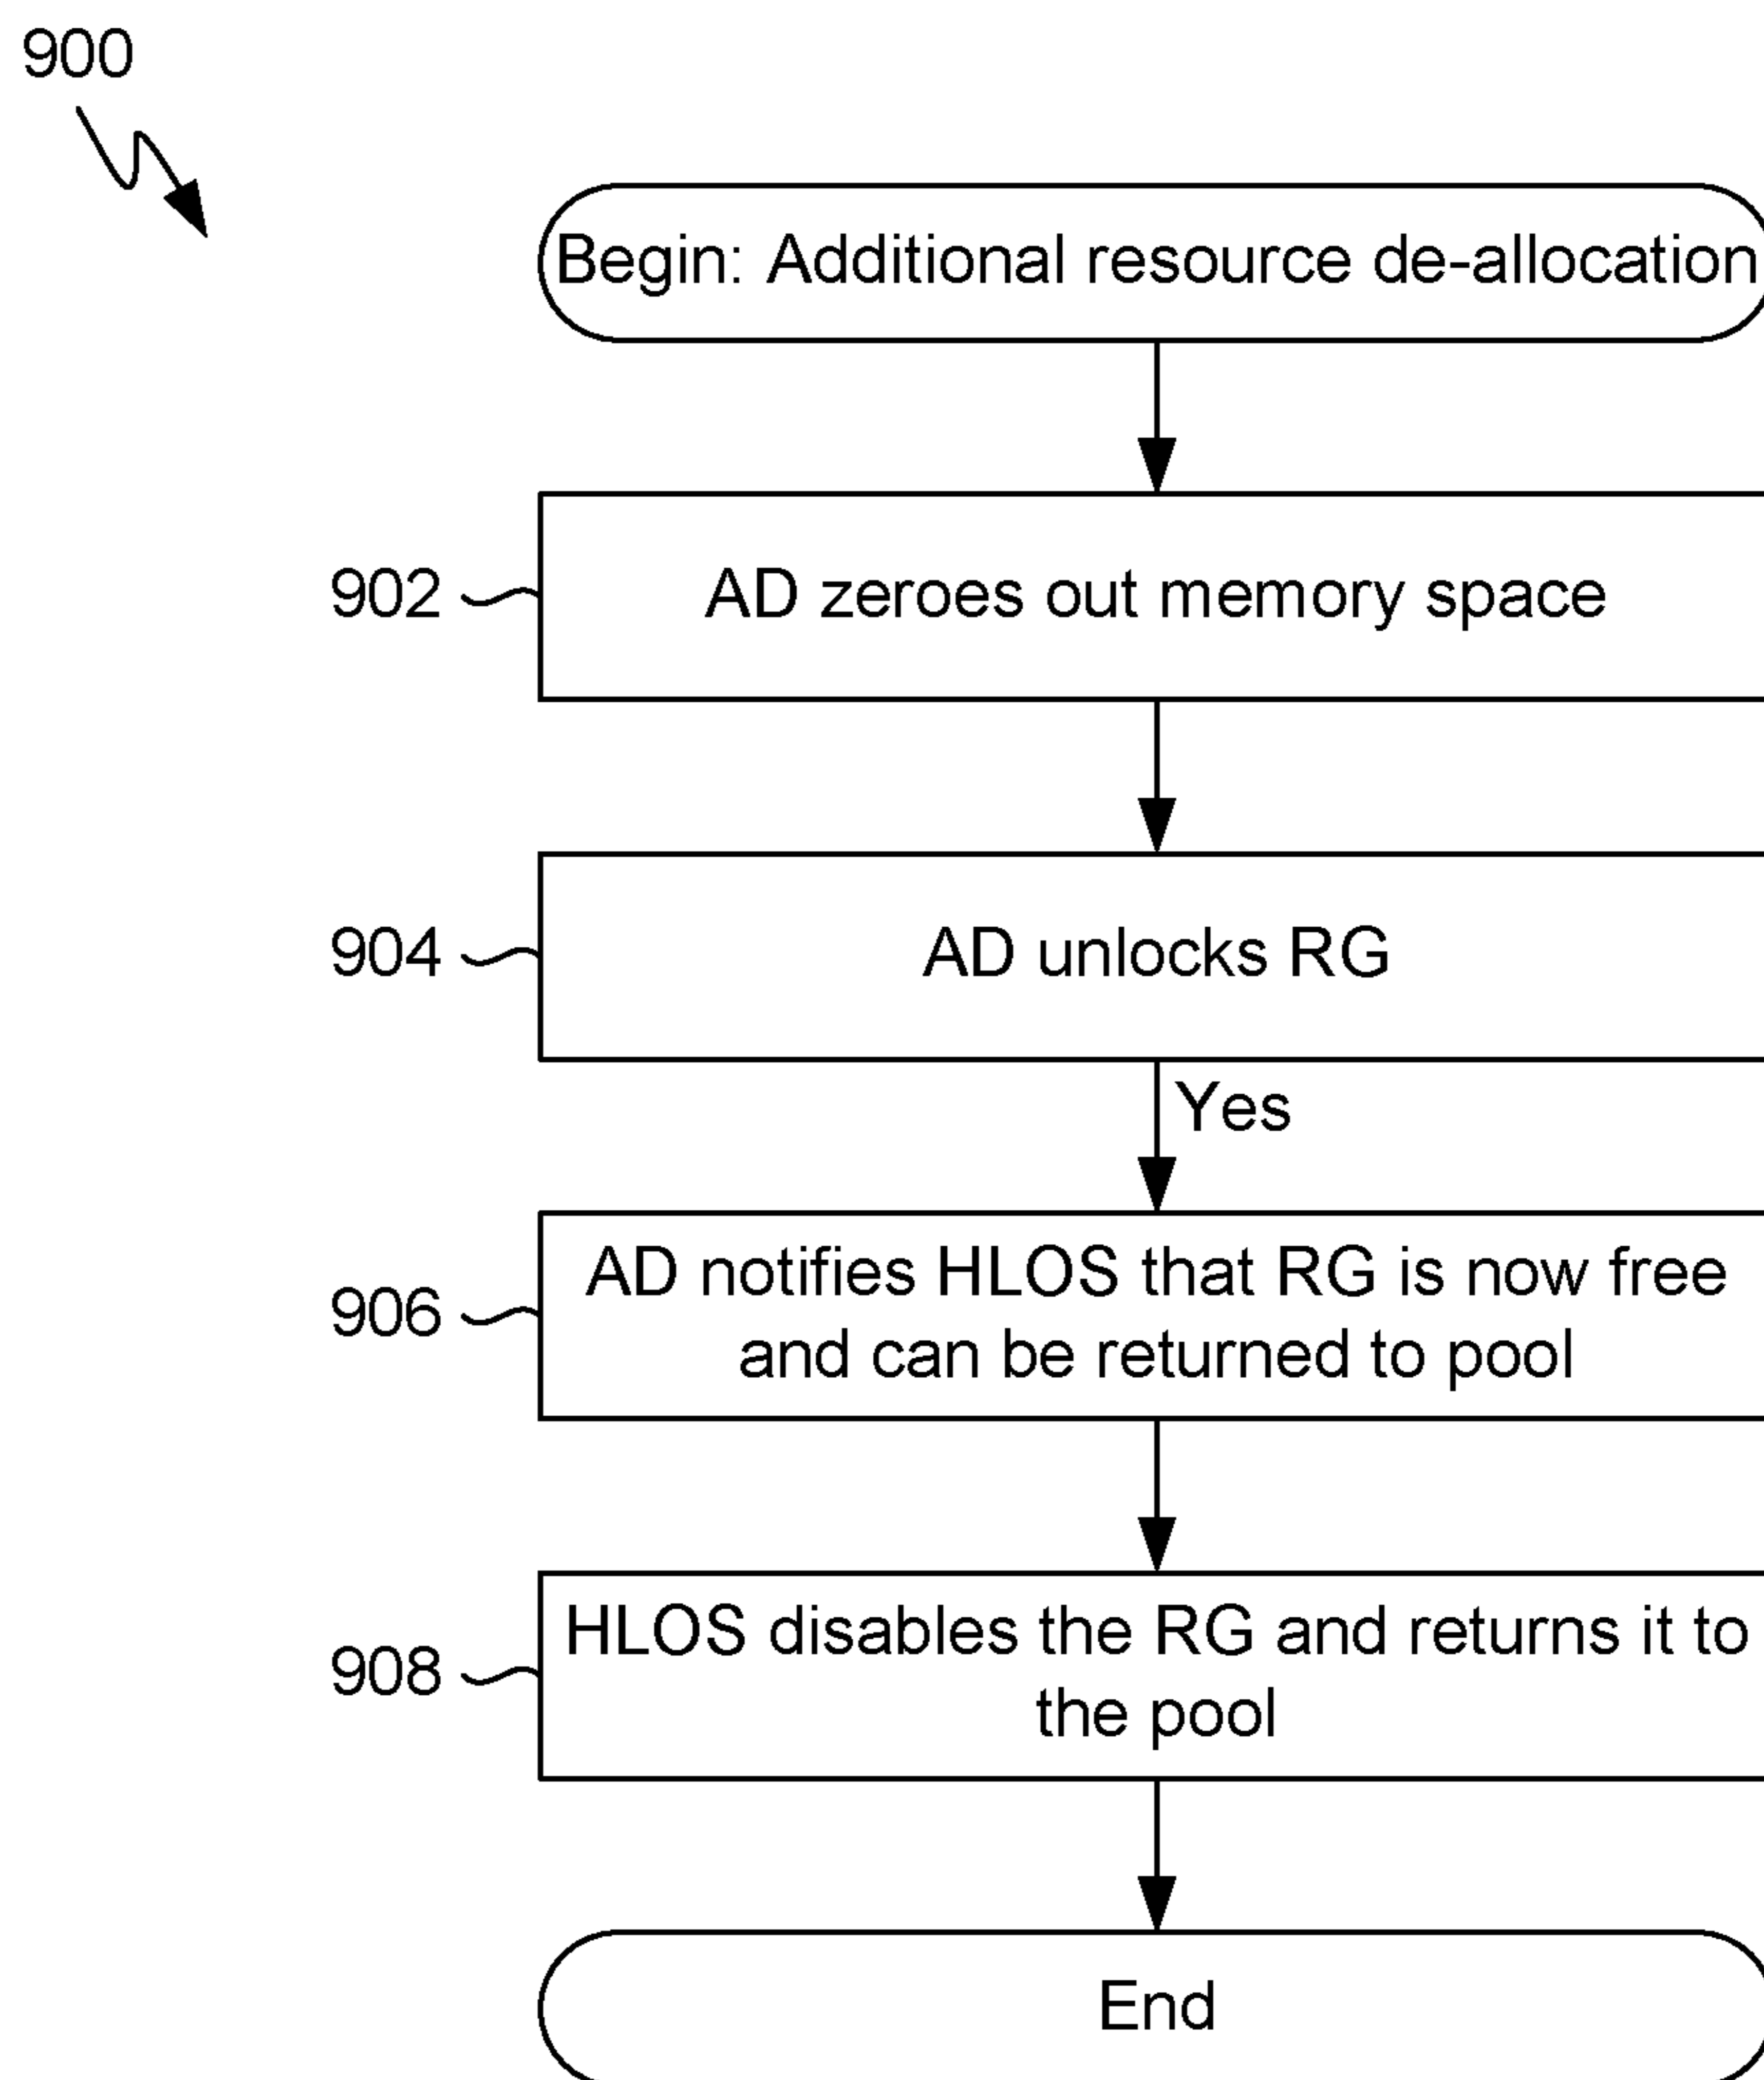 900
Begin: Additional resource de-allocation
902
AD zeroes out memory space
904
AD unlocks RG
Yes
906
AD notifies HLOS that RG is now free
and can be returned to pool
908
HLOS disables the RG and returns it to
the pool
End